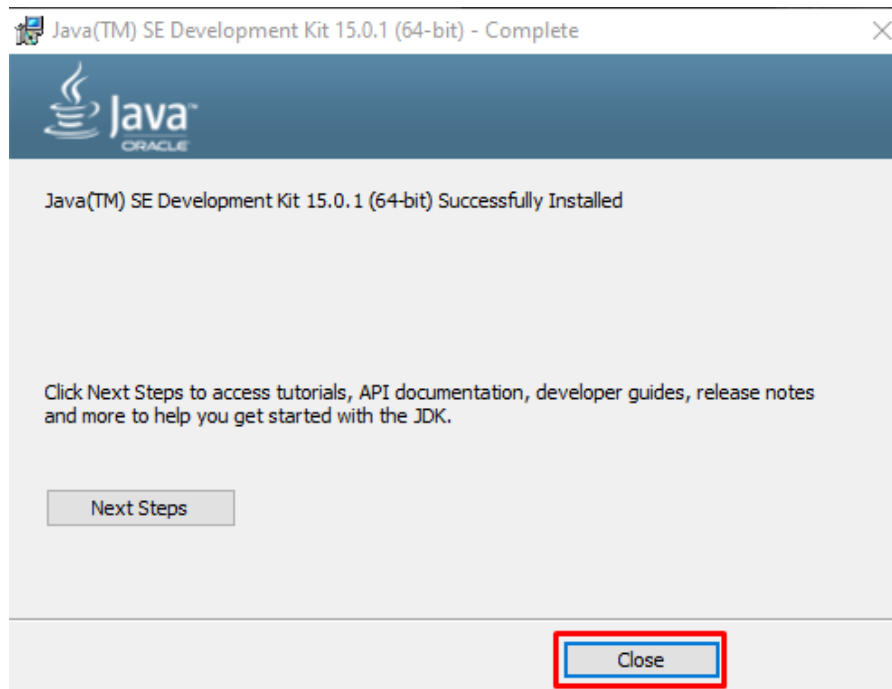 Java(TM) SE Development Kit 15.0.1 (64-bit) - Complete
Java™
ORACLE
Java(TM) SE Development Kit 15.0.1 (64-bit) Successfully Installed
Click Next Steps to access tutorials, API documentation, developer guides, release notes
and more to help you get started with the JDK.
Next Steps
Close